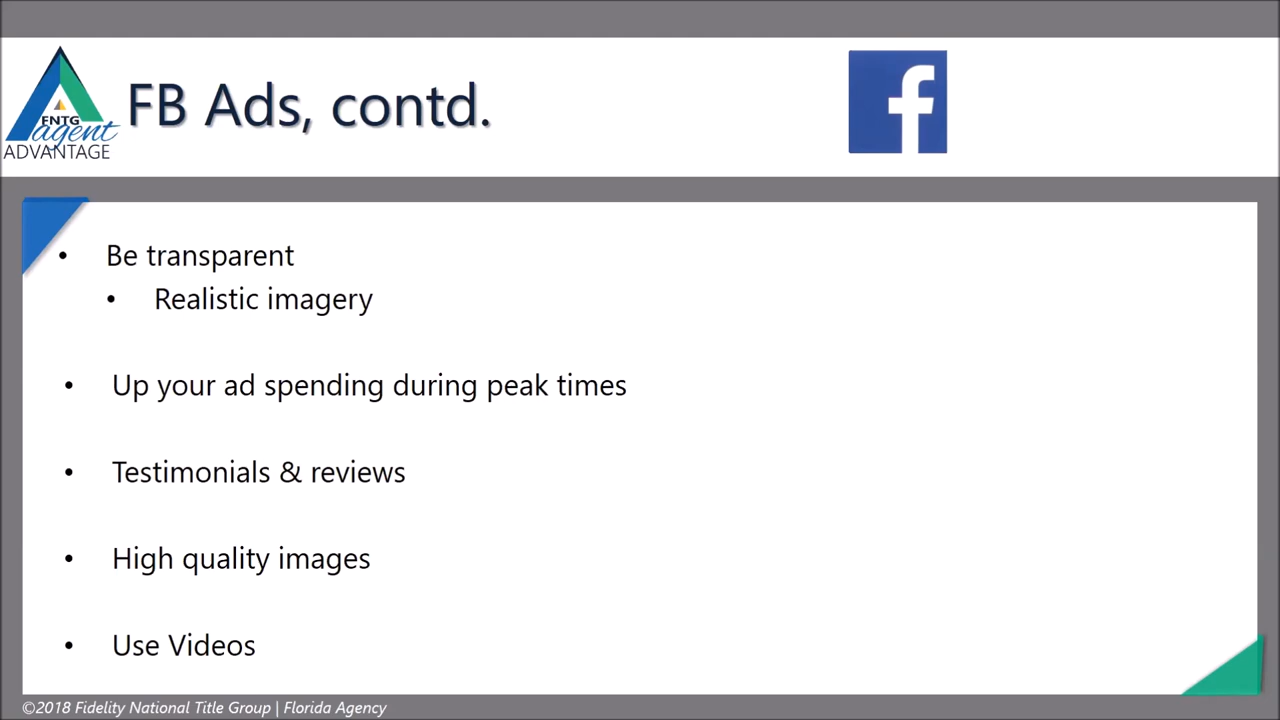 FNTG
agent
ADVANTAGE
FB Ads, contd.
f
• Be transparent
• Realistic imagery
• Up your ad spending during peak times
• Testimonials & reviews
• High quality images
• Use Videos
©2018 Fidelity National Title Group | Florida Agency